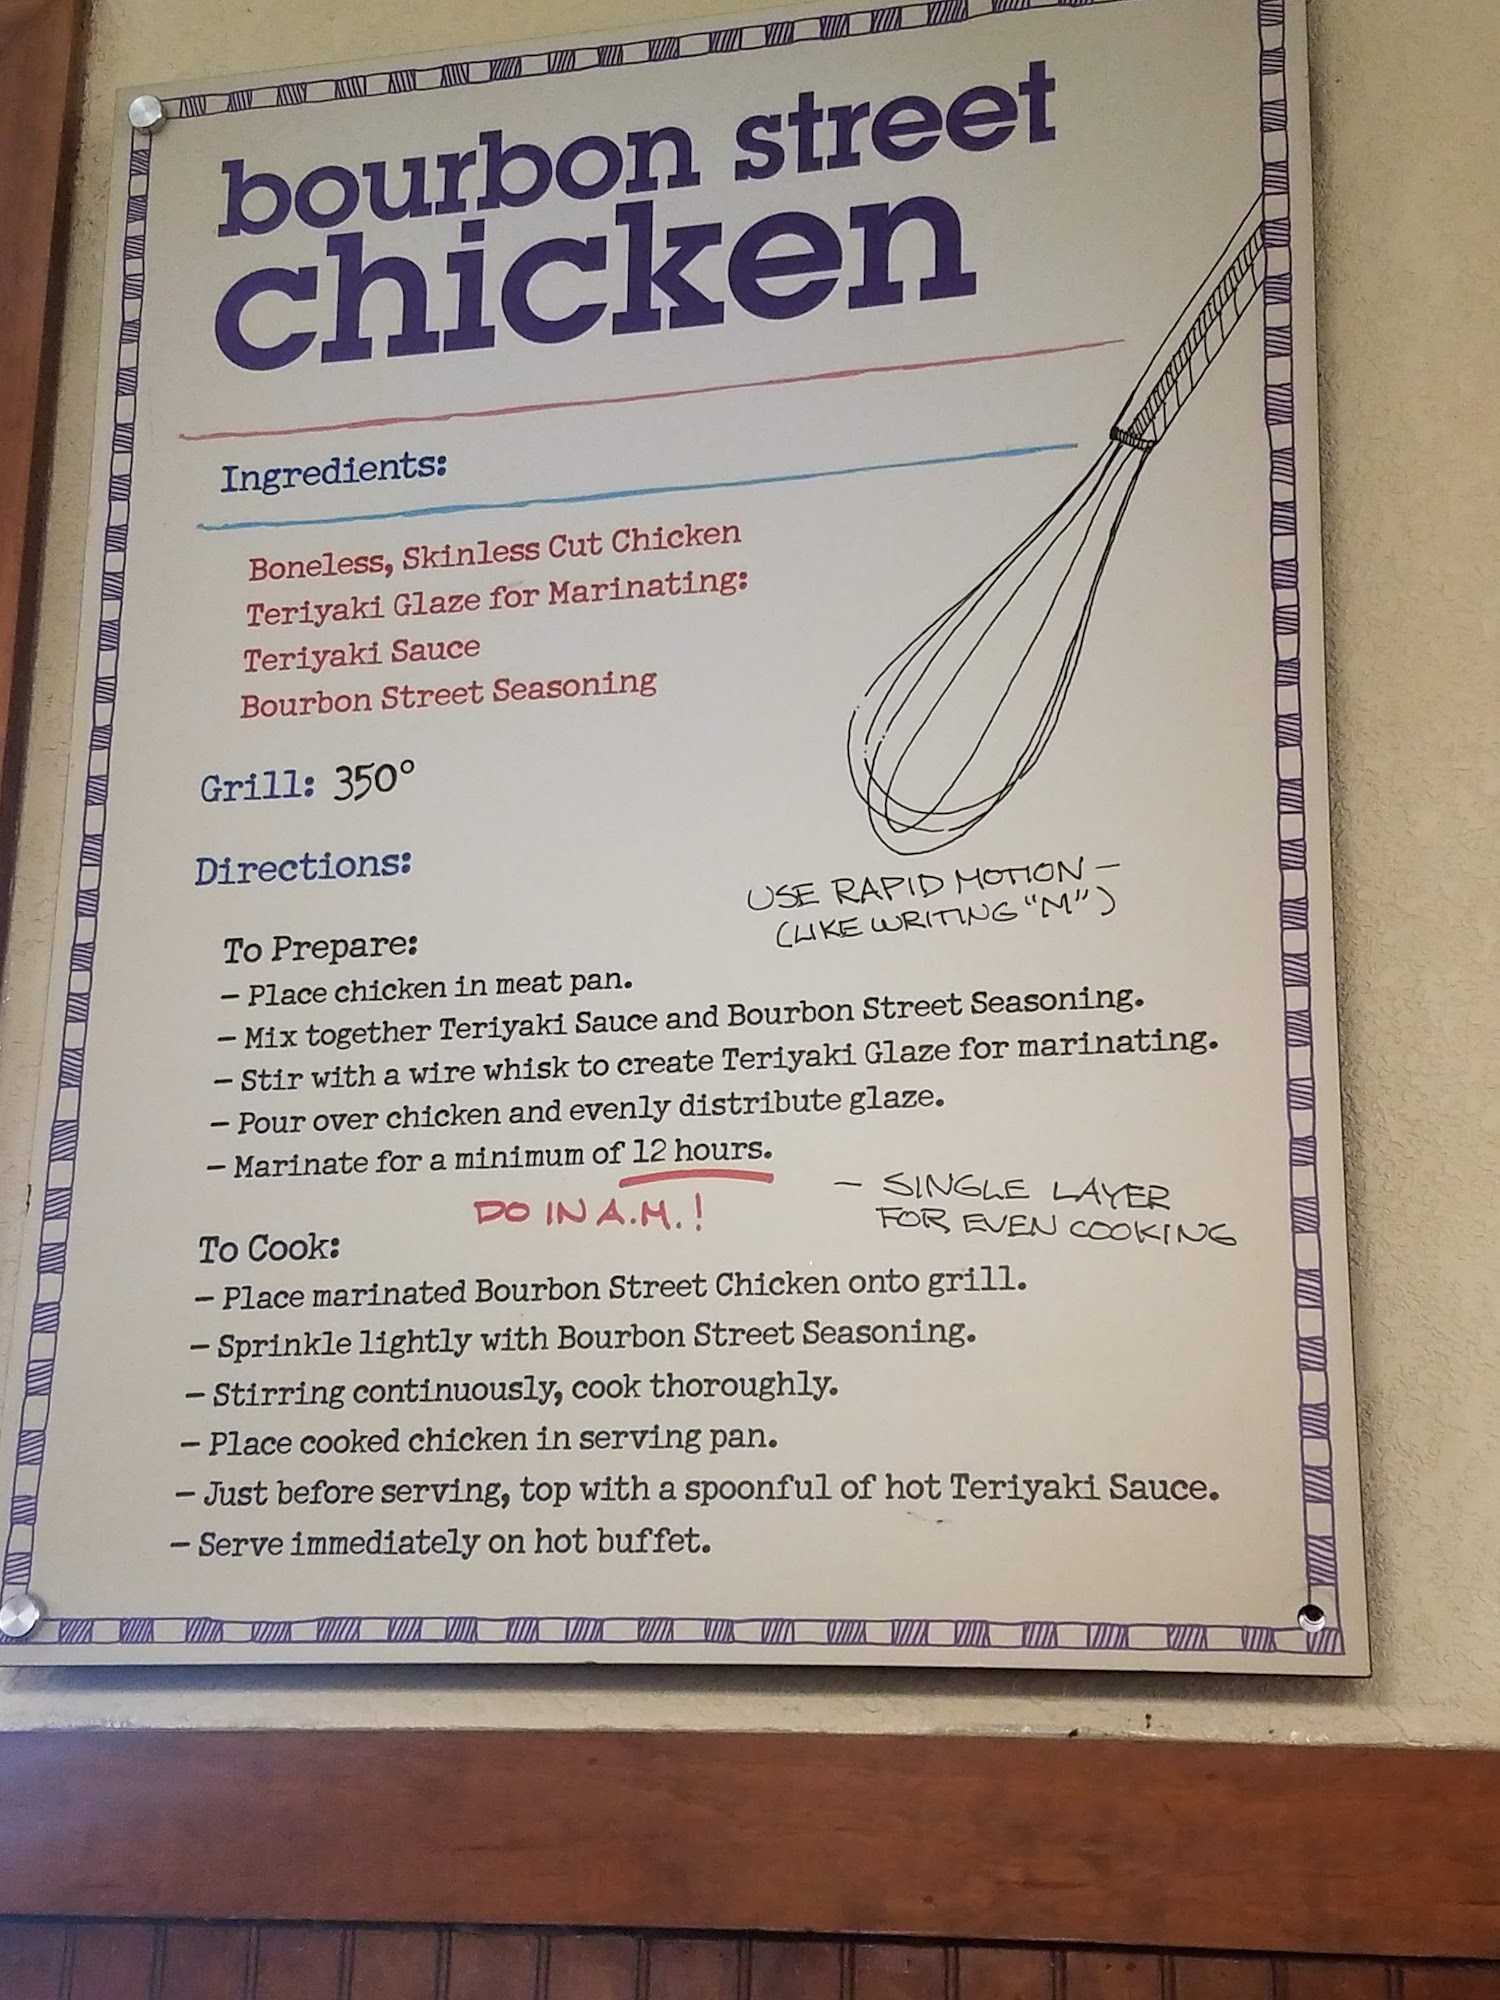 bourbon street
chicken
Ingredients:
Boneless, Skinless Cut Chicken
Teriyaki Glaze for Marinating:
Teriyaki Sauce
Bourbon Street Seasoning
Grill: 350°
Directions:
USE RAPID MOTION —
(LIKE WRITING "M")
To Prepare:
– Place chicken in meat pan.
– Mix together Teriyaki Sauce and Bourbon Street Seasoning.
– Stir with a wire whisk to create Teriyaki Glaze for marinating.
– Pour over chicken and evenly distribute glaze.
– Marinate for a minimum of 12 hours.
DO IN A.M.!
– SINGLE LAYER
FOR EVEN COOKING
To Cook:
– Place marinated Bourbon Street Chicken onto grill.
– Sprinkle lightly with Bourbon Street Seasoning.
– Stirring continuously, cook thoroughly.
– Place cooked chicken in serving pan.
– Just before serving, top with a spoonful of hot Teriyaki Sauce.
– Serve immediately on hot buffet.